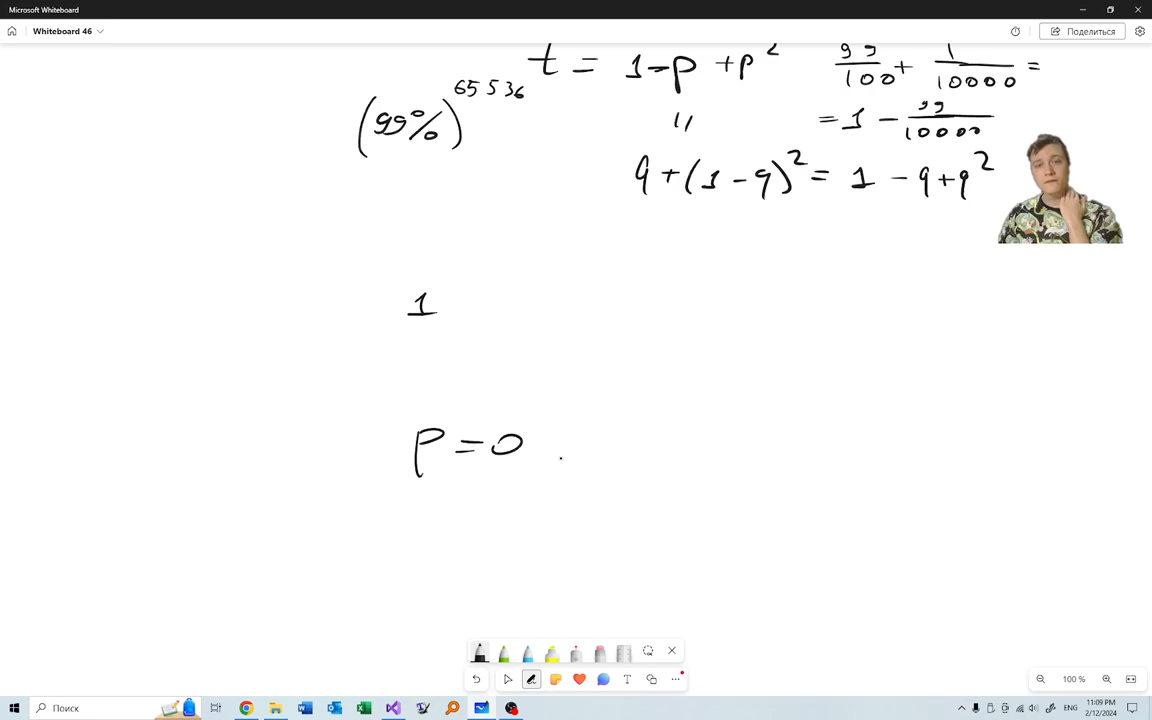 Microsoft Whiteboard
Whiteboard 46
Поделиться
t = 1-p + p²
99/100 + 1/10000 =
(99%)^65536
= 1 - 99/10000
q + (1 - q)² = 1 - q + q²
1
p = 0
100 %
Поиск
ENG
11:09 PM
2/12/2024